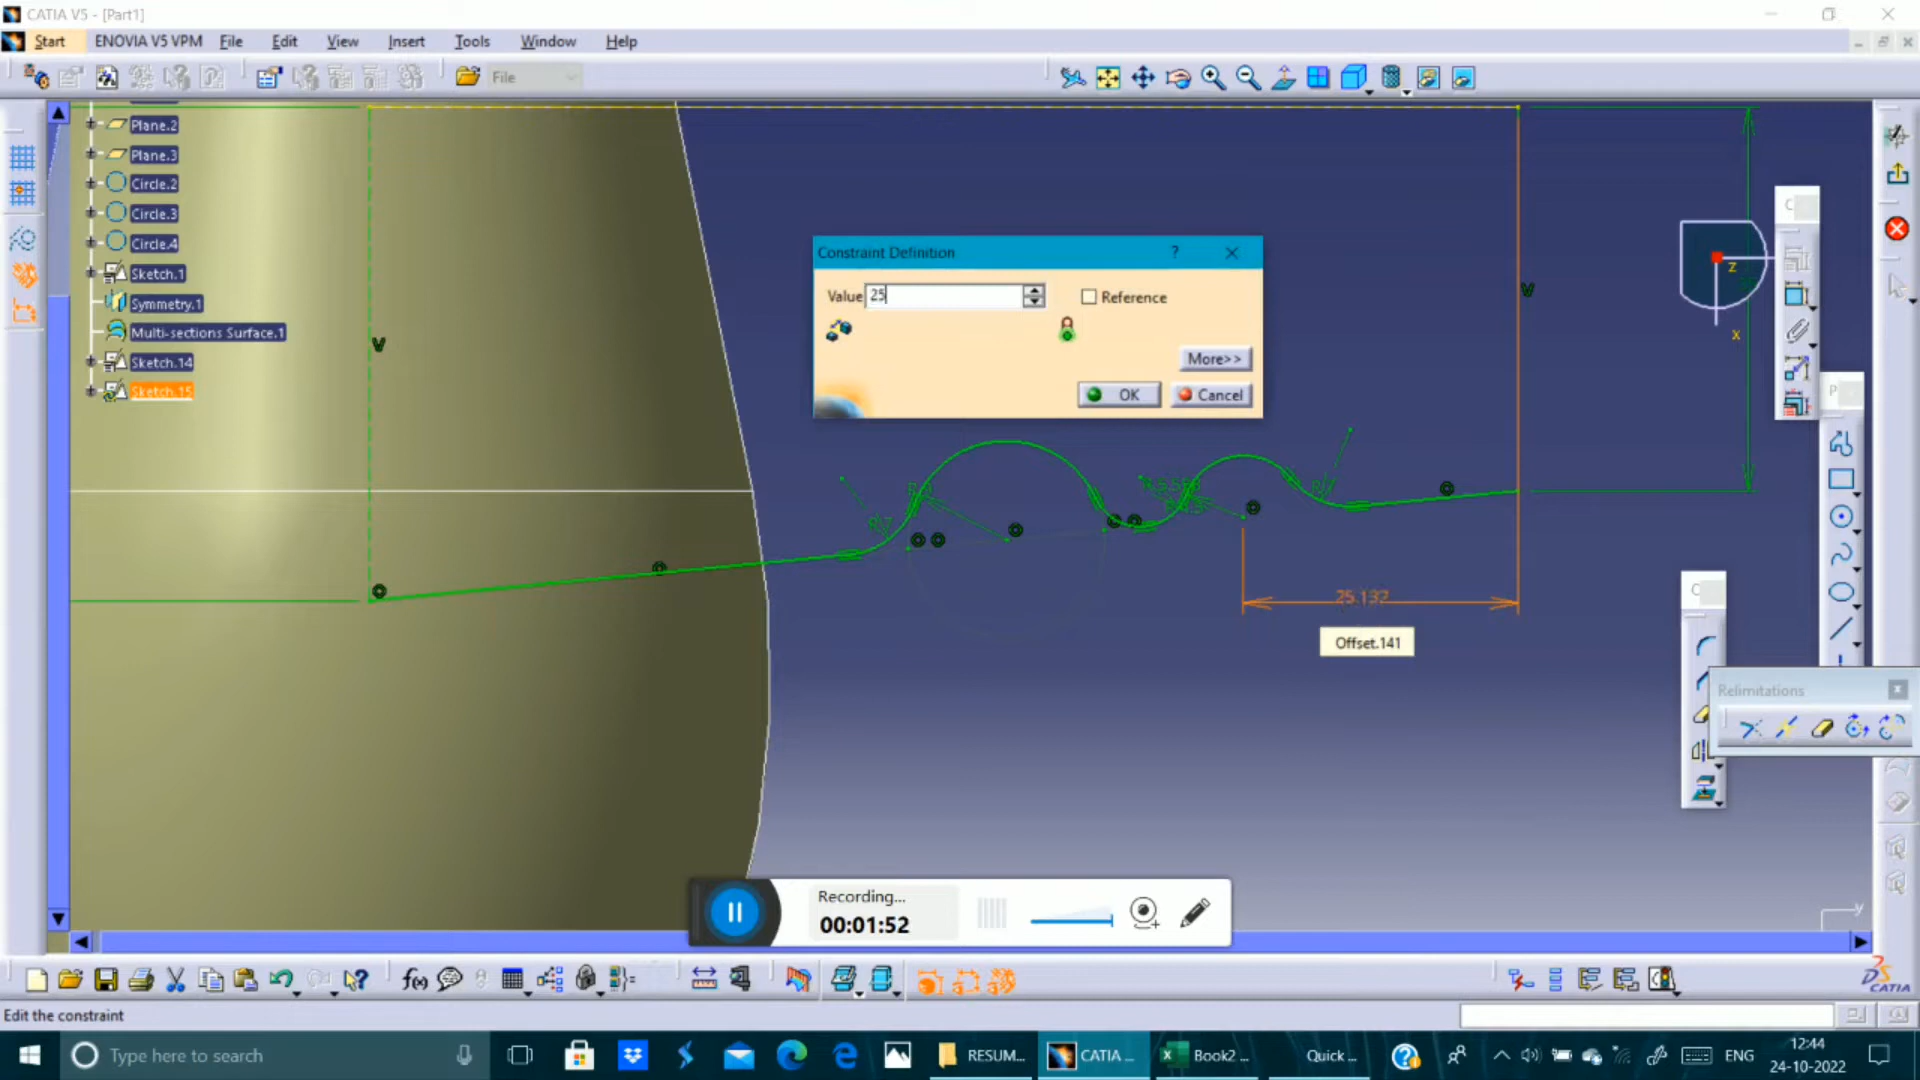 CATIA V5 - [Part1]
Start
ENOVIA V5 VPM
File
Edit
View
Insert
Tools
Window
Help
File
Plane.2
Plane.3
Circle.2
Circle.3
Circle.4
Sketch.1
Symmetry.1
Multi-sections Surface.1
Sketch.14
Sketch.15
V
V
Constraint Definition
?
Value
25
Reference
More>>
OK
Cancel
R7
R7
25.132
Offset.141
z
x
y
C
P
C
Relimitations
Recording...
00:01:52
f(x)
CATIA
Edit the constraint
Type here to search
RESUM...
CATIA ...
Book2 ...
Quick ...
ENG
12:44
24-10-2022